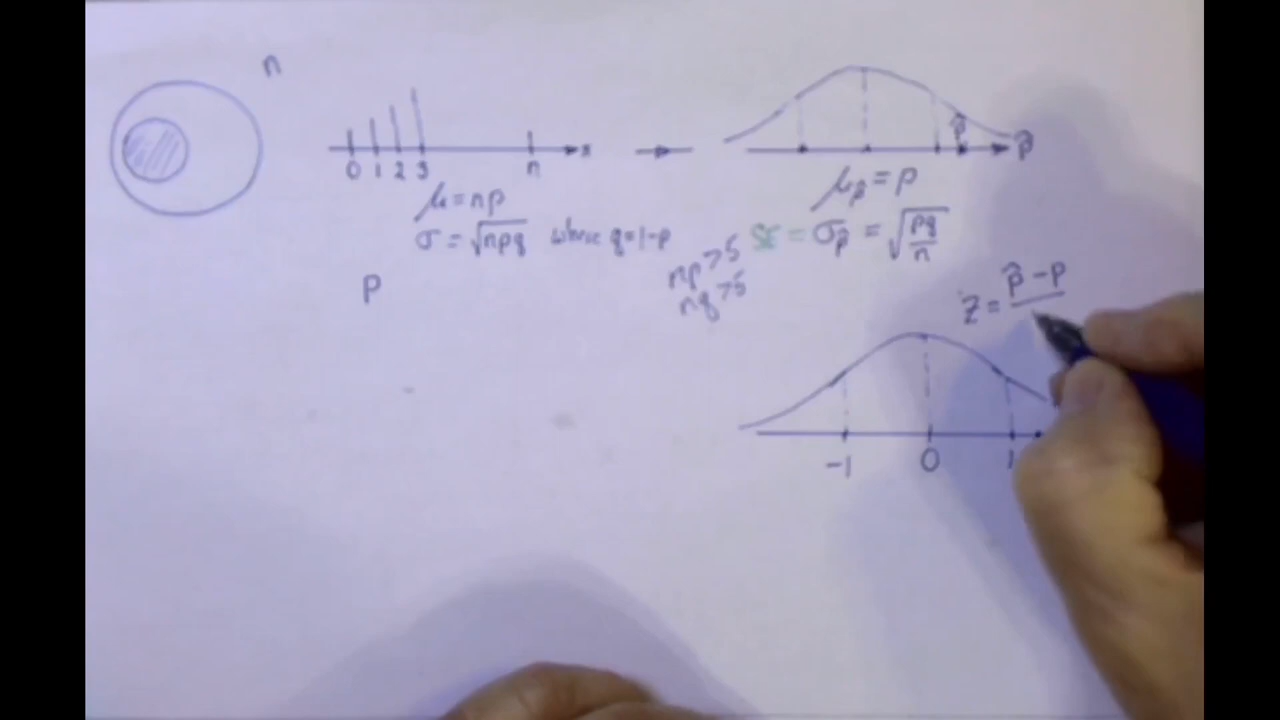 n
0 1 2 3 n x
μ = np
σ = √npq where q = 1-p
p
p̂ p̂
μp̂ = p
SE = σp̂ = √pq/n
np > 5
nq > 5
z = p̂ - p
-1 0 1